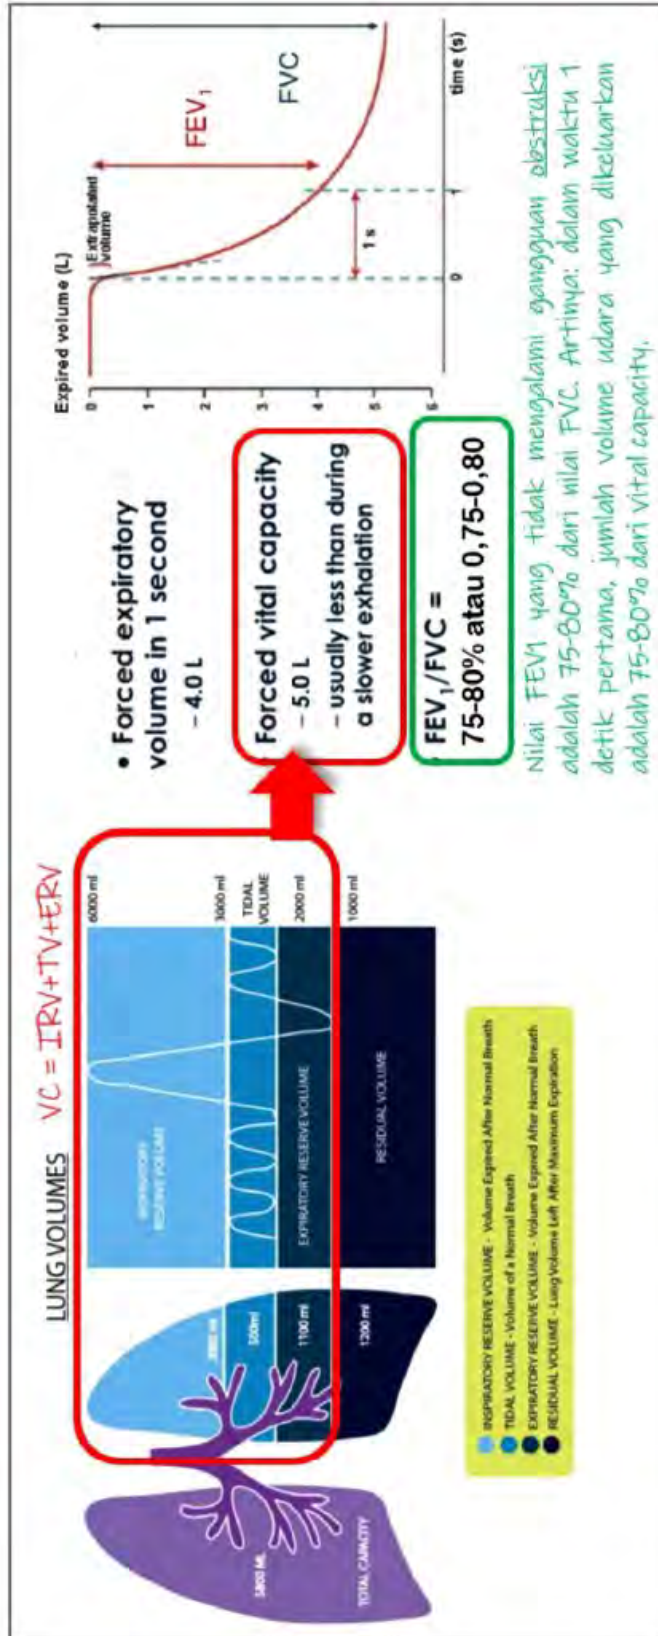 LUNG VOLUMES
VC = IRV+TV+ERV
5800 ML
TOTAL CAPACITY
500ml
1100 ml
1200 ml
INSPIRATORY
RESERVE VOLUME
EXPIRATORY RESERVE VOLUME
RESIDUAL VOLUME
6000 ml
3000 ml
TIDAL
VOLUME
2000 ml
1000 ml
INSPIRATORY RESERVE VOLUME - Volume Expired After Normal Breath
TIDAL VOLUME - Volume of a Normal Breath
EXPIRATORY RESERVE VOLUME - Volume Expired After Normal Breath
RESIDUAL VOLUME - Lung Volume Left After Maximum Expiration
• Forced expiratory
volume in 1 second
– 4.0 L
Forced vital capacity
– 5.0 L
– usually less than during
a slower exhalation
FEV₁/FVC =
75-80% atau 0,75-0,80
Expired volume (L)
Extrapolated
volume
0
1
2
3
4
5
6
FEV₁
FVC
1 s
0
1
time (s)
Nilai FEV1 yang tidak mengalami gangguan obstruksi
adalah 75-80% dari nilai FVC. Artinya: dalam waktu 1
detik pertama, jumlah volume udara yang dikeluarkan
adalah 75-80% dari vital capacity.